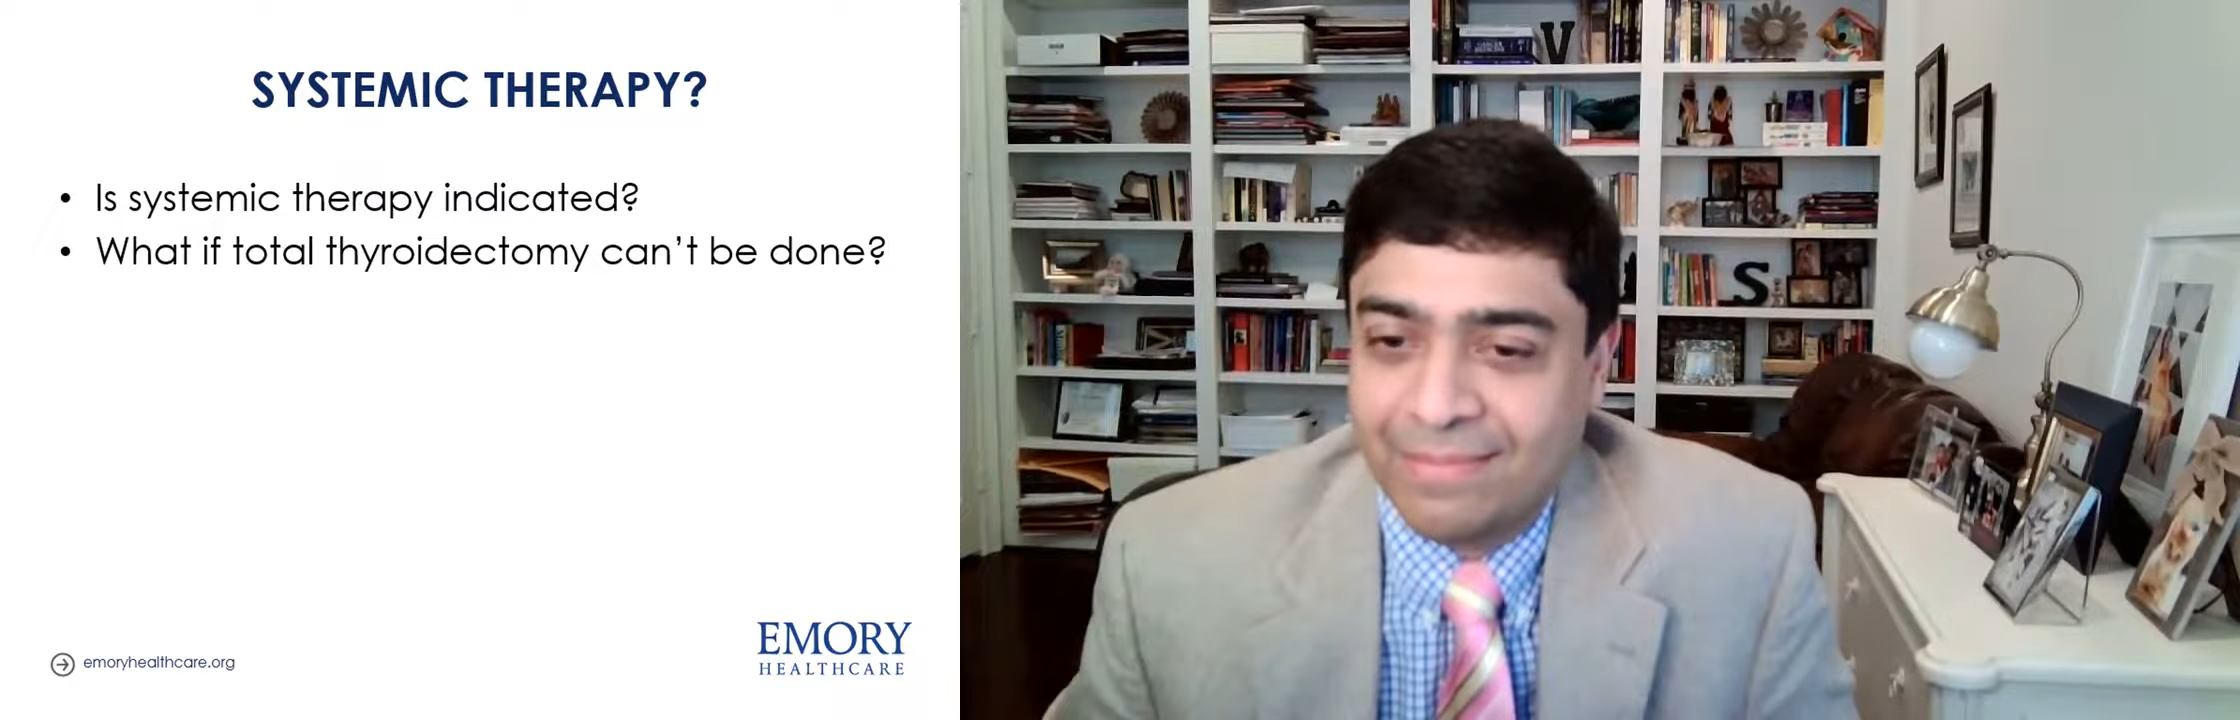 SYSTEMIC THERAPY?
• Is systemic therapy indicated?
• What if total thyroidectomy can't be done?
emoryhealthcare.org
EMORY
HEALTHCARE
V
S